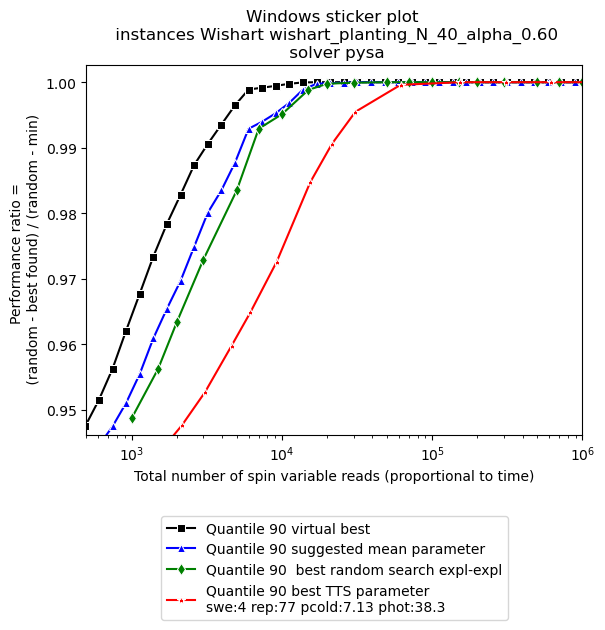 Windows sticker plot
instances Wishart wishart_planting_N_40_alpha_0.60
solver pysa
Performance ratio =
(random - best found) / (random - min)
1.00
0.99
0.98
0.97
0.96
0.95
10³
10⁴
10⁵
10⁶
Total number of spin variable reads (proportional to time)
Quantile 90 virtual best
Quantile 90 suggested mean parameter
Quantile 90  best random search expl-expl
Quantile 90 best TTS parameter
swe:4 rep:77 pcold:7.13 phot:38.3